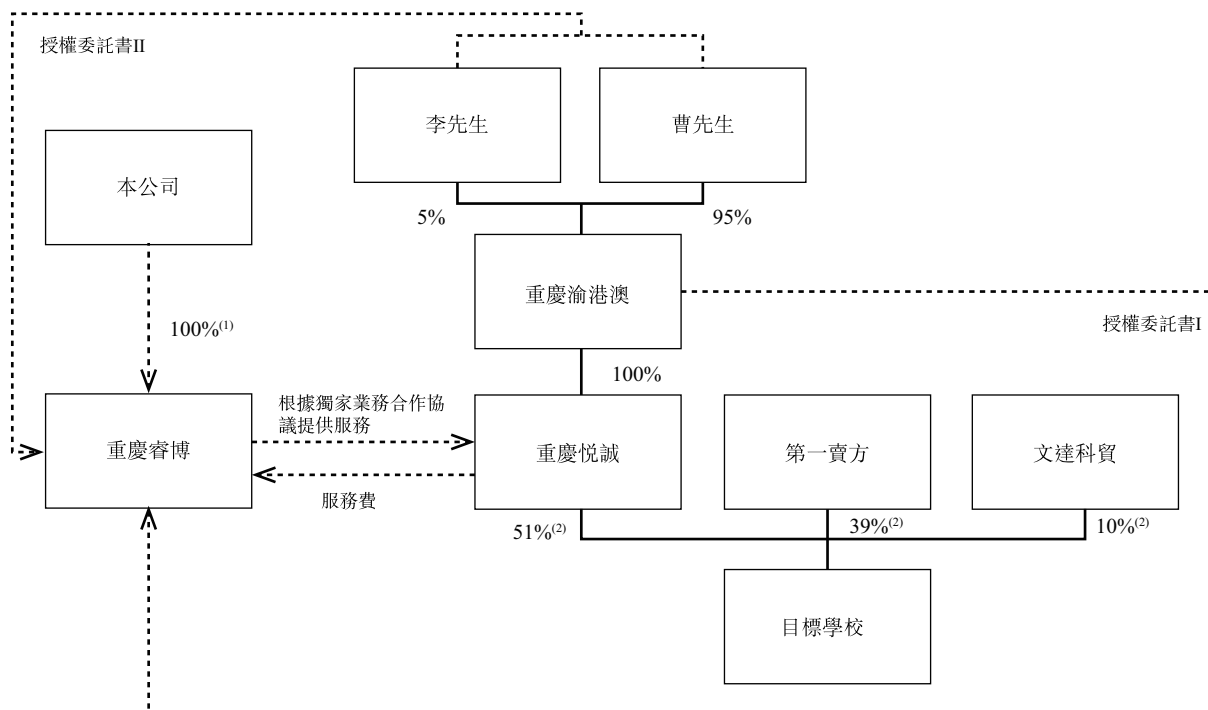 授權委託書II
李先生
曹先生
本公司
5%
95%
重慶渝港澳
授權委託書I
100%(1)
100%
根據獨家業務合作協
議提供服務
重慶睿博
重慶悦誠
第一賣方
文達科貿
服務費
51%(2)
39%(2)
10%(2)
目標學校